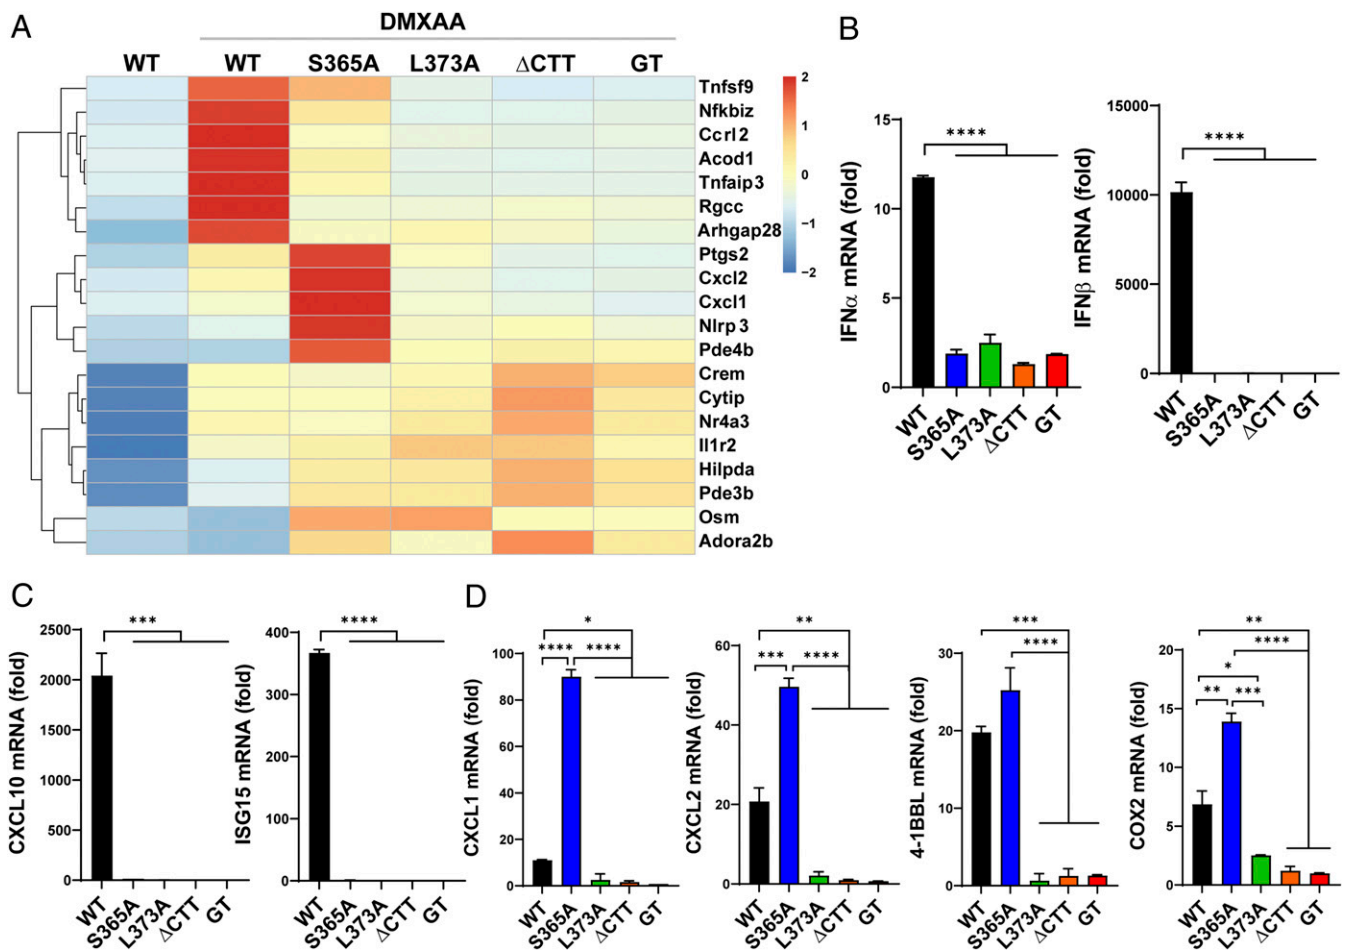 A
DMXAA
WT WT S365A L373A ΔCTT GT
Tnfsf9
Nfkbiz
Ccrl2
Acod1
Tnfaip3
Rgcc
Arhgap28
Ptgs2
Cxcl2
Cxcl1
Nlrp3
Pde4b
Crem
Cytip
Nr4a3
Il1r2
Hilpda
Pde3b
Osm
Adora2b
2
1
0
−1
−2
B
IFNα mRNA (fold)
15
10
5
0
****
WT S365A L373A ΔCTT GT
IFNβ mRNA (fold)
15000
10000
5000
0
****
WT S365A L373A ΔCTT GT
C
CXCL10 mRNA (fold)
2500
2000
1500
1000
500
0
***
WT S365A L373A ΔCTT GT
ISG15 mRNA (fold)
400
300
200
100
0
****
WT S365A L373A ΔCTT GT
D
CXCL1 mRNA (fold)
100
80
60
40
20
0
*
**** ****
WT S365A L373A ΔCTT GT
CXCL2 mRNA (fold)
60
40
20
0
**
*** ****
WT S365A L373A ΔCTT GT
4-1BBL mRNA (fold)
30
20
10
0
***
****
WT S365A L373A ΔCTT GT
COX2 mRNA (fold)
20
15
10
5
0
**
****
*
** ***
WT S365A L373A ΔCTT GT